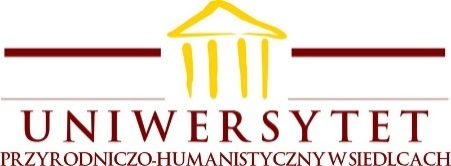 UNIWERSYTET
PRZYRODNICZO-HUMANISTYCZNY W SIEDLCACH